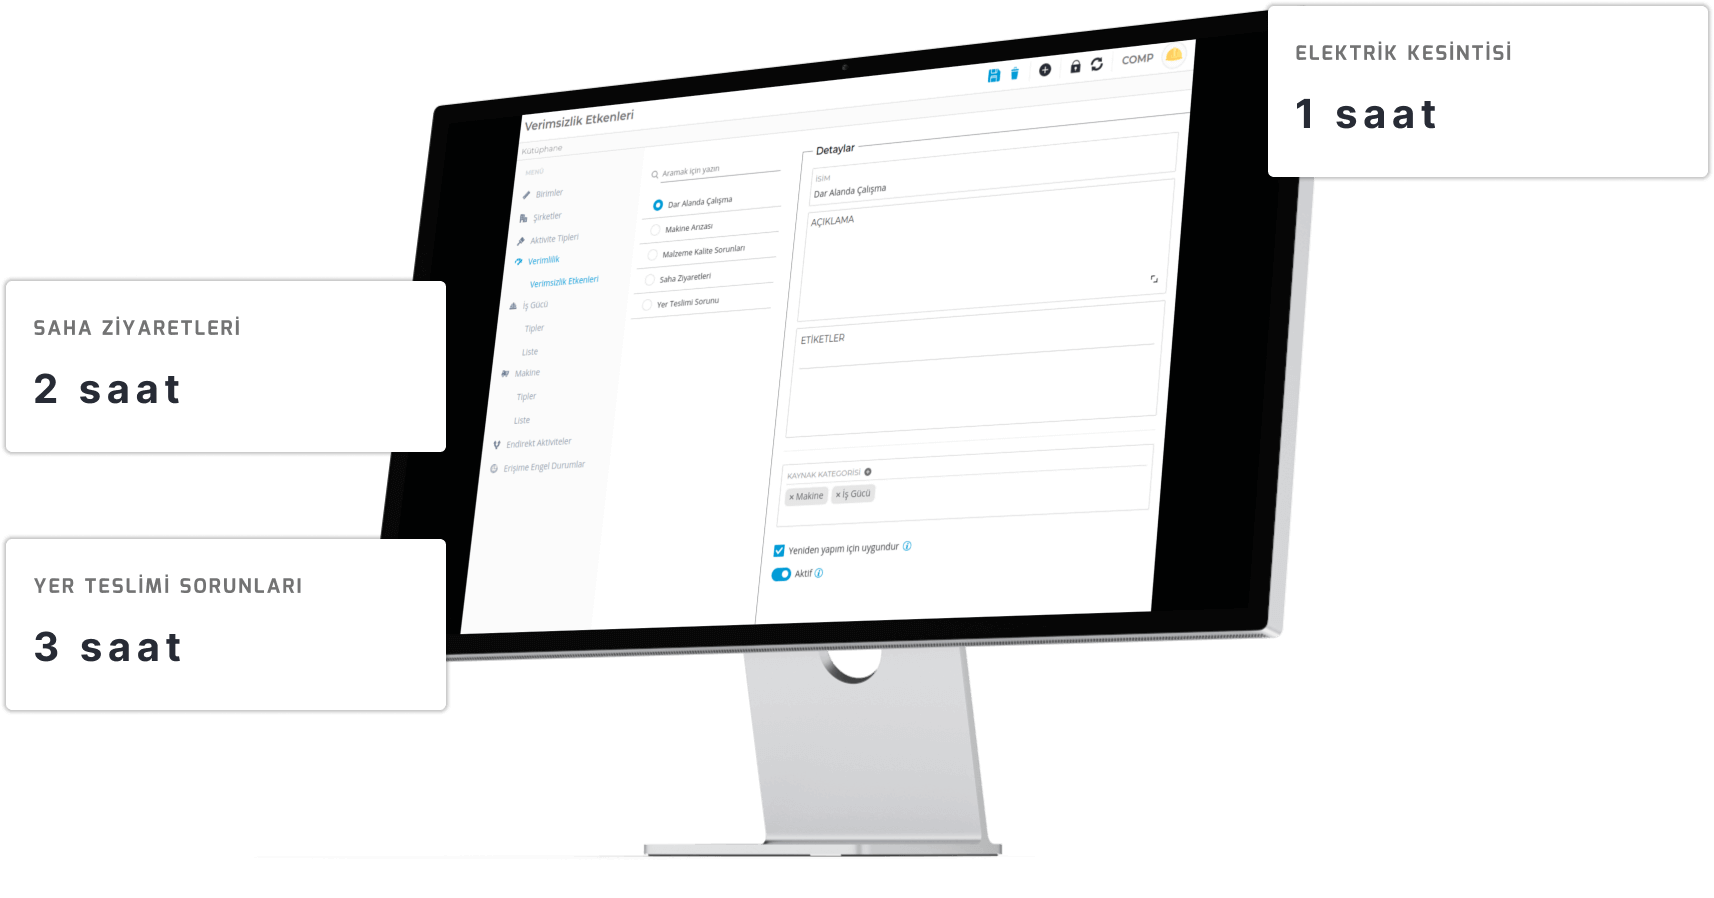 ELEKTRİK KESİNTİSİ
1 saat
COMP
Verimsizlik Etkenleri
Kütüphane
MENÜ
Birimler
Şirketler
Aktivite Tipleri
Verimlilik
Verimsizlik Etkenleri
İş Gücü
Tipler
Liste
Makine
Tipler
Liste
Endirekt Aktiviteler
Erişime Engel Durumlar
Aramak için yazın
Dar Alanda Çalışma
Makine Arızası
Malzeme Kalite Sorunları
Saha Ziyaretleri
Yer Teslimi Sorunu
Detaylar
İSİM
Dar Alanda Çalışma
AÇIKLAMA
ETİKETLER
KAYNAK KATEGORİSİ
× Makine × İş Gücü
Yeniden yapım için uygundur
Aktif
SAHA ZİYARETLERİ
2 saat
YER TESLİMİ SORUNLARI
3 saat